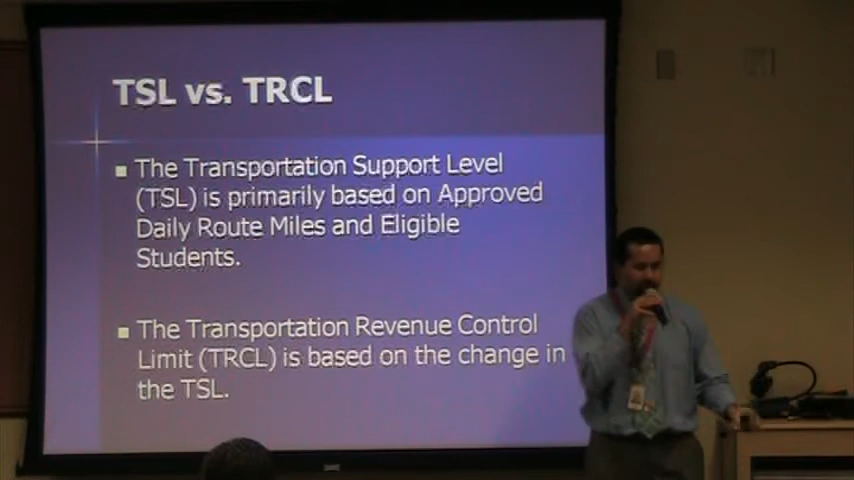 TSL vs. TRCL
The Transportation Support Level
(TSL) is primarily based on Approved
Daily Route Miles and Eligible
Students.
The Transportation Revenue Control
Limit (TRCL) is based on the change in
the TSL.